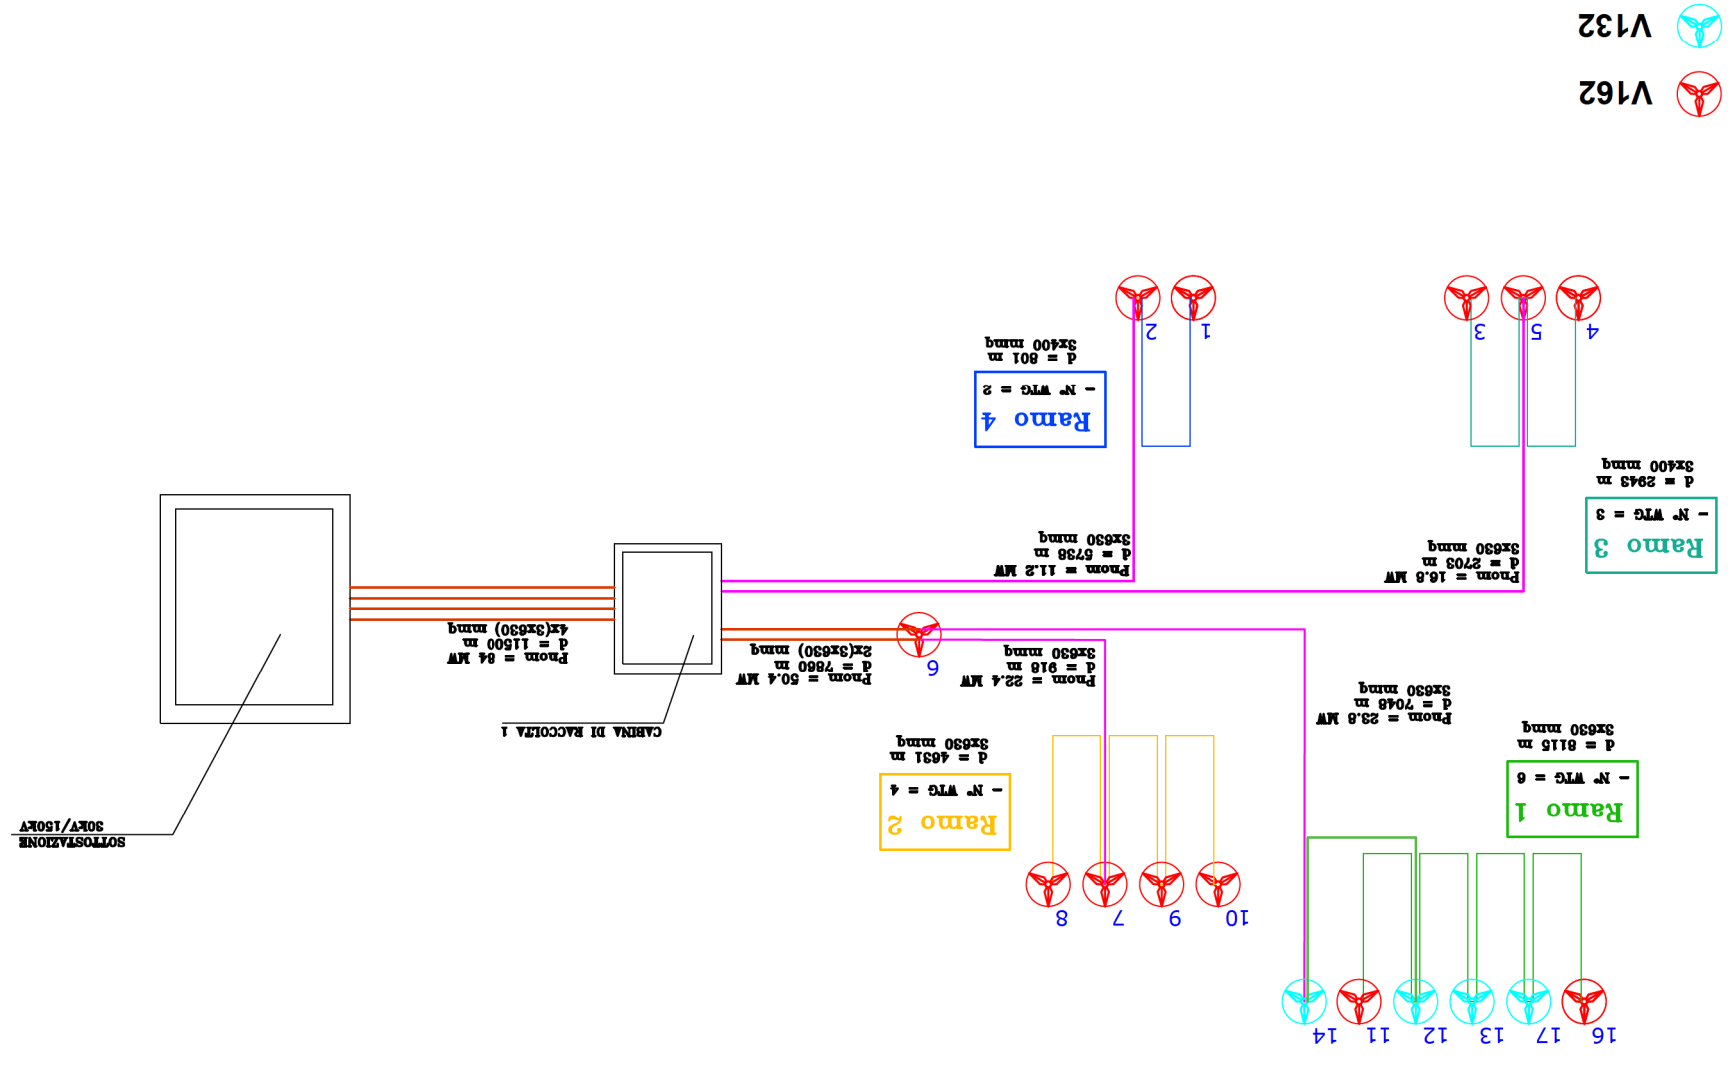 16
17
13
12
11
14
10
9
7
8
Ramo 1
- N° WTG = 6
d = 8115 m
3x630 mmq
Ramo 2
- N° WTG = 4
d = 4631 m
3x630 mmq
SOTTOSTAZIONE
30kV/150kV
Pnom = 23.8 MW
d = 7048 m
3x630 mmq
CABINA DI RACCOLTA 1
Pnom = 22.4 MW
d = 918 m
3x630 mmq
6
Pnom = 50.4 MW
d = 7860 m
2x(3x630) mmq
Pnom = 84 MW
d = 11500 m
4x(3x630) mmq
Pnom = 16.8 MW
d = 2703 m
3x630 mmq
Pnom = 11.2 MW
d = 5738 m
3x630 mmq
Ramo 3
- N° WTG = 3
d = 2943 m
3x400 mmq
Ramo 4
- N° WTG = 2
d = 801 m
3x400 mmq
4
5
3
1
2
V162
V132